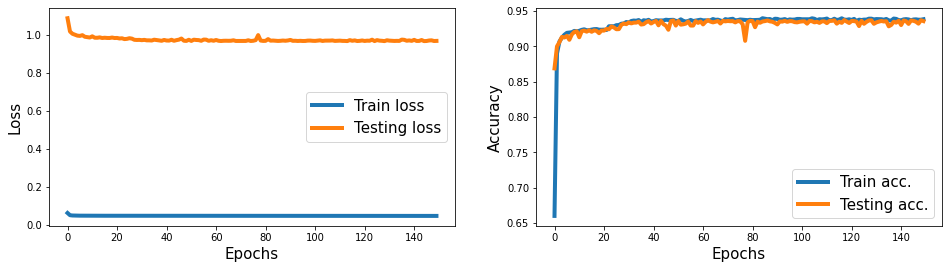 Loss
1.0
0.8
0.6
0.4
0.2
0.0
0 20 40 60 80 100 120 140
Epochs
Train loss
Testing loss
Accuracy
0.95
0.90
0.85
0.80
0.75
0.70
0.65
0 20 40 60 80 100 120 140
Epochs
Train acc.
Testing acc.